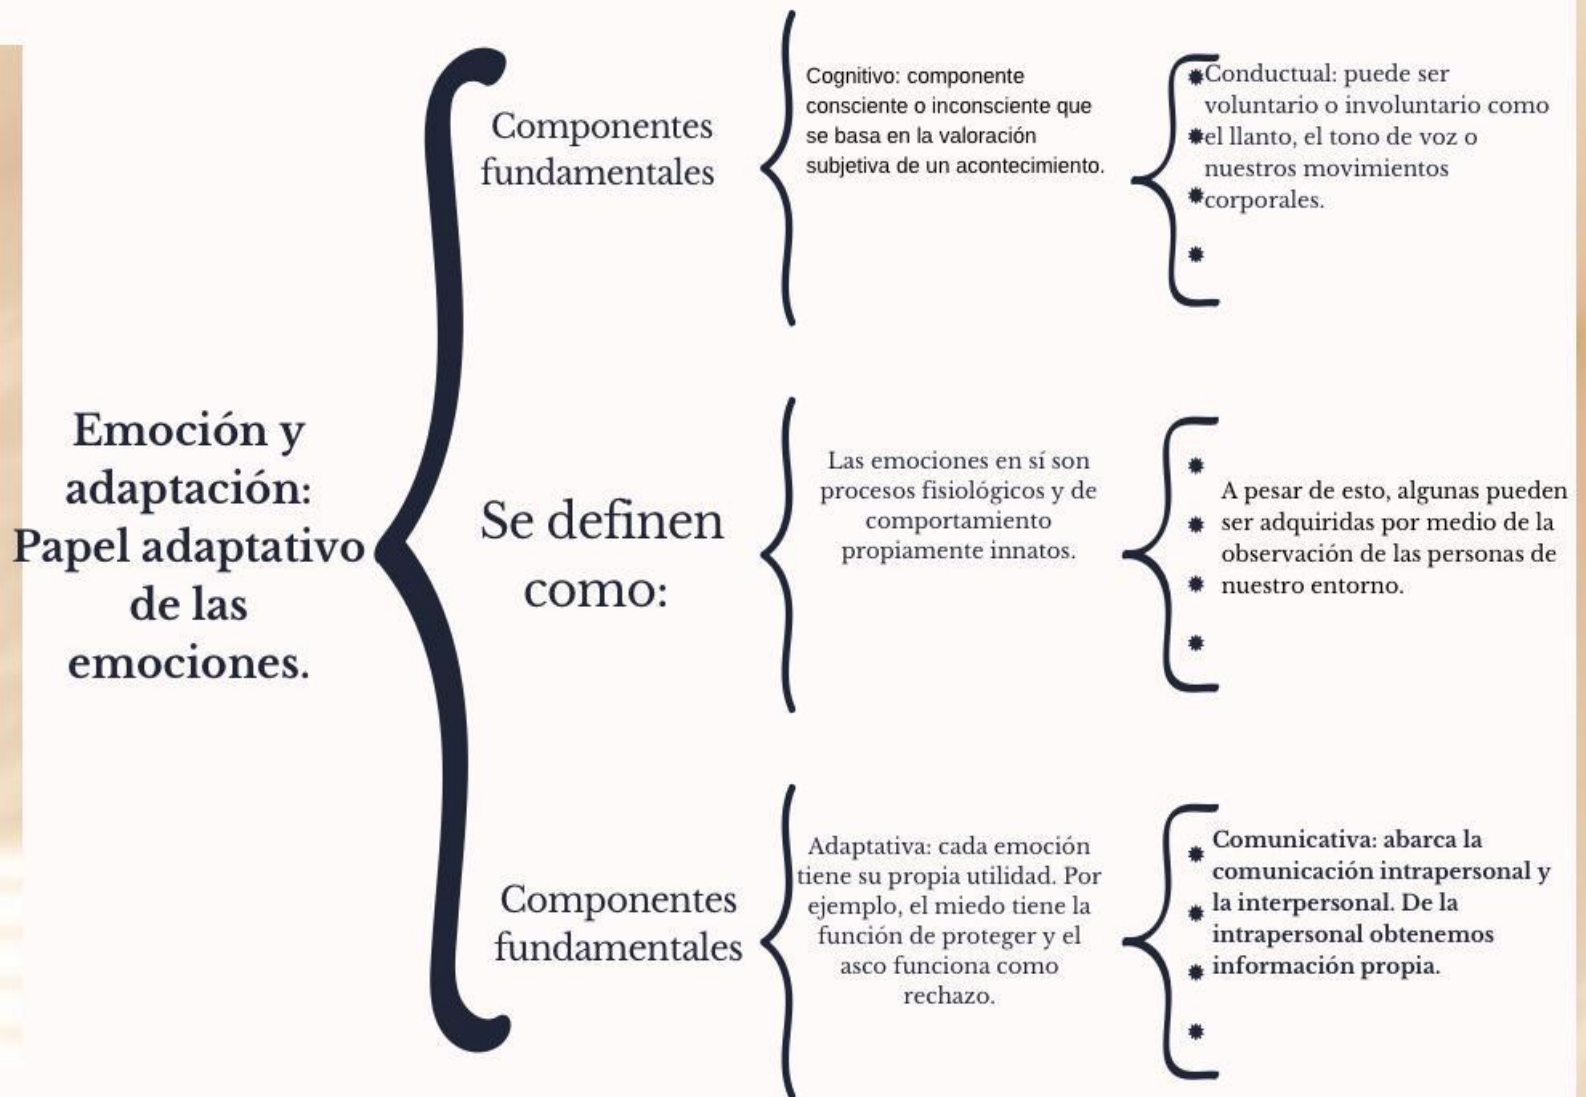 Emoción y
adaptación:
Papel adaptativo
de las
emociones.
Componentes
fundamentales
Cognitivo: componente
consciente o inconsciente que
se basa en la valoración
subjetiva de un acontecimiento.
Conductual: puede ser
voluntario o involuntario como
el llanto, el tono de voz o
nuestros movimientos
corporales.
Se definen
como:
Las emociones en sí son
procesos fisiológicos y de
comportamiento
propiamente innatos.
A pesar de esto, algunas pueden
ser adquiridas por medio de la
observación de las personas de
nuestro entorno.
Componentes
fundamentales
Adaptativa: cada emoción
tiene su propia utilidad. Por
ejemplo, el miedo tiene la
función de proteger y el
asco funciona como
rechazo.
Comunicativa: abarca la
comunicación intrapersonal y
la interpersonal. De la
intrapersonal obtenemos
información propia.